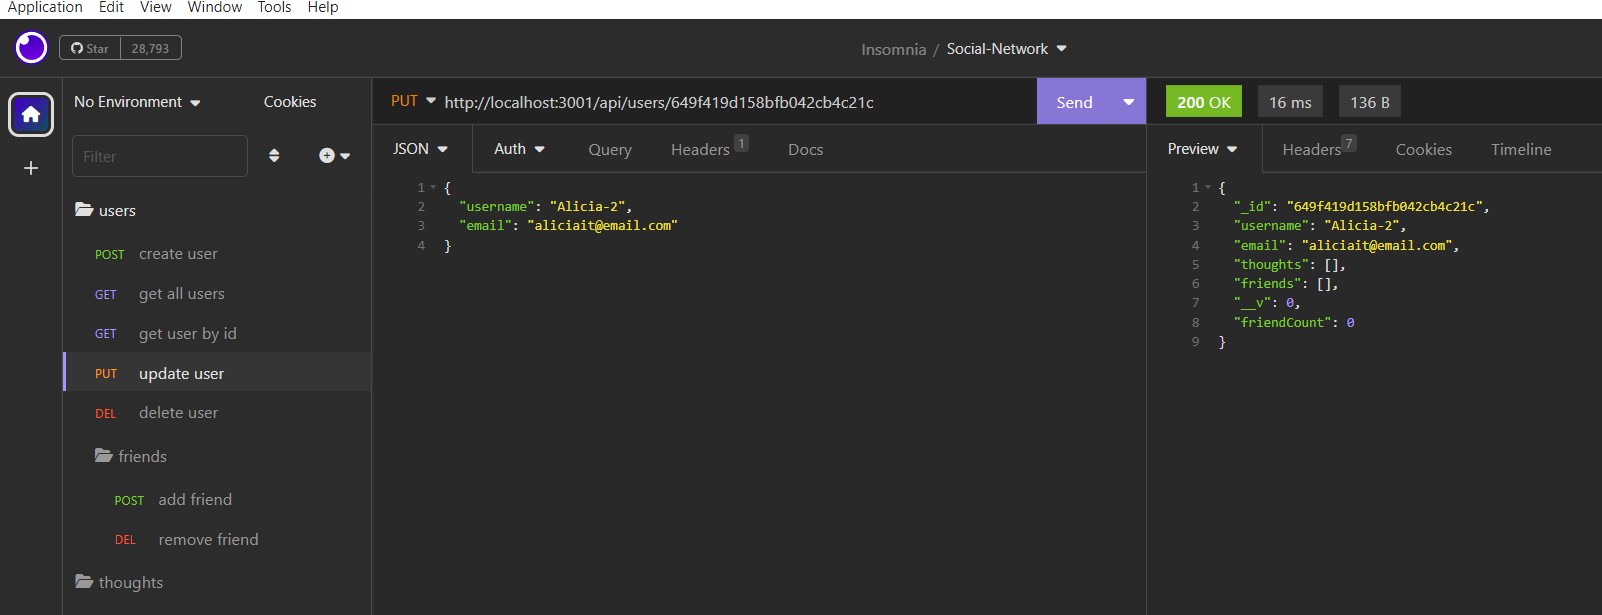 Application Edit View Window Tools Help
Star 28,793
Insomnia / Social-Network
No Environment Cookies
Filter
users
POST create user
GET get all users
GET get user by id
PUT update user
DEL delete user
friends
POST add friend
DEL remove friend
thoughts
PUT http://localhost:3001/api/users/649f419d158bfb042cb4c21c Send
JSON Auth Query Headers 1 Docs
1 {
2 "username": "Alicia-2",
3 "email": "aliciait@email.com"
4 }
200 OK 16 ms 136 B
Preview Headers 7 Cookies Timeline
1 {
2 "_id": "649f419d158bfb042cb4c21c",
3 "username": "Alicia-2",
4 "email": "aliciait@email.com",
5 "thoughts": [],
6 "friends": [],
7 "__v": 0,
8 "friendCount": 0
9 }